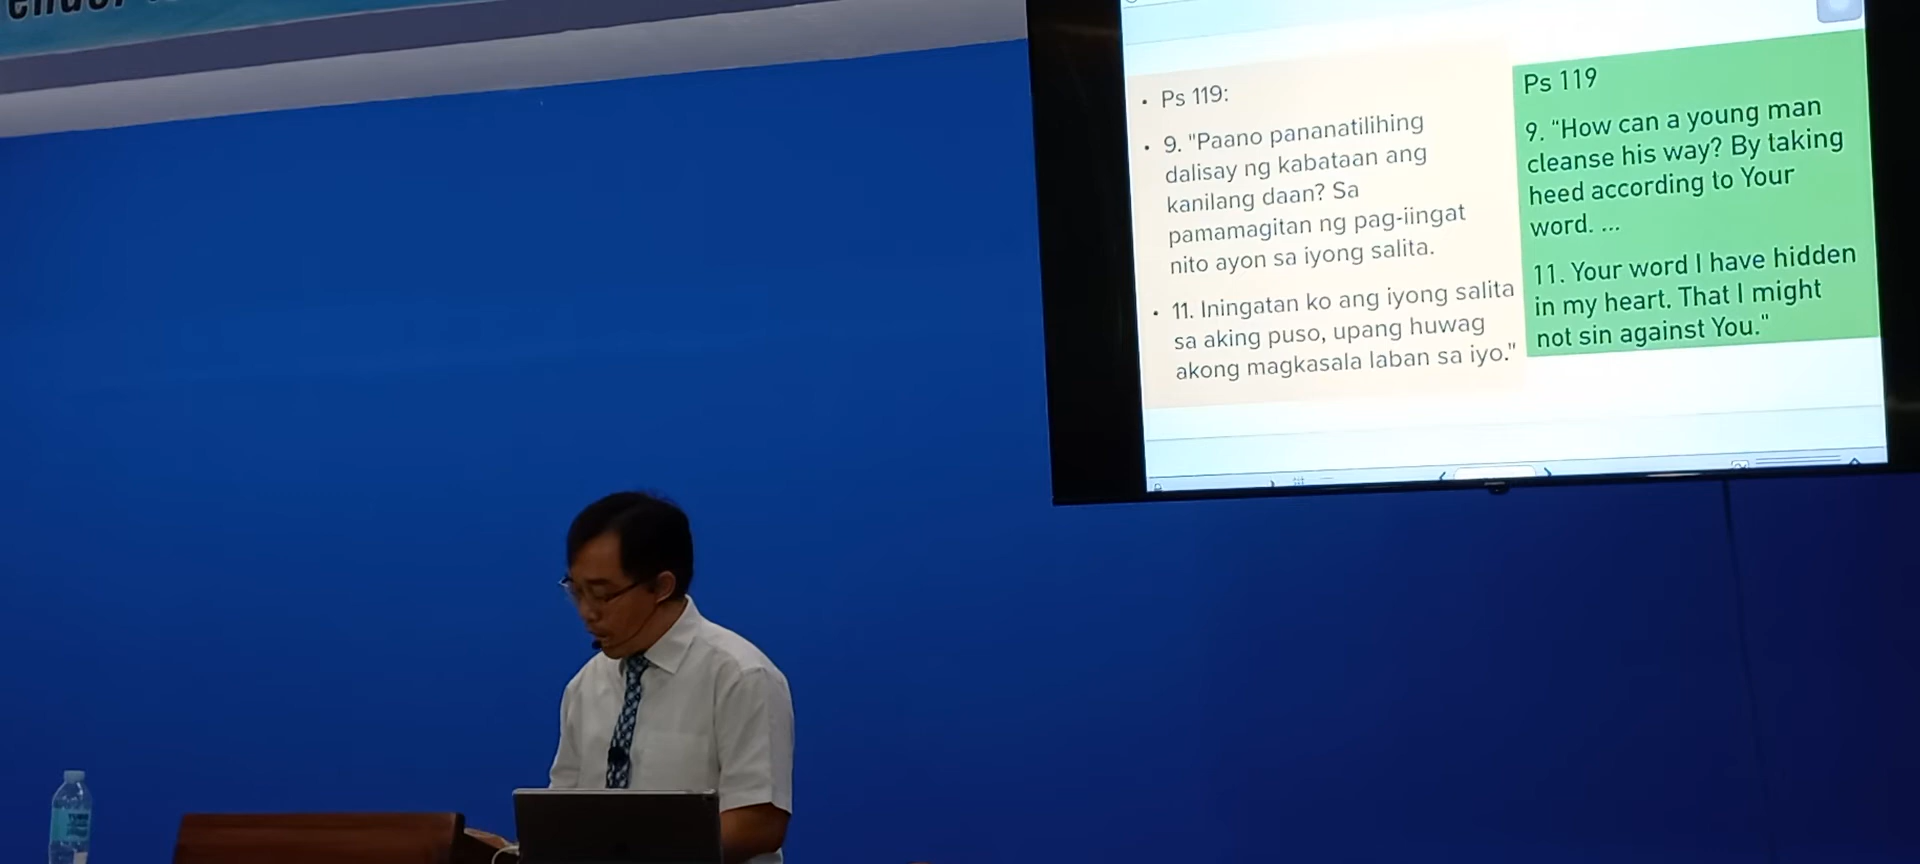 • Ps 119:
• 9. "Paano pananatilihing
dalisay ng kabataan ang
kanilang daan? Sa
pamamagitan ng pag-iingat
nito ayon sa iyong salita.
• 11. Iningatan ko ang iyong salita
sa aking puso, upang huwag
akong magkasala laban sa iyo."
Ps 119
9. "How can a young man
cleanse his way? By taking
heed according to Your
word. ...
11. Your word I have hidden
in my heart. That I might
not sin against You."